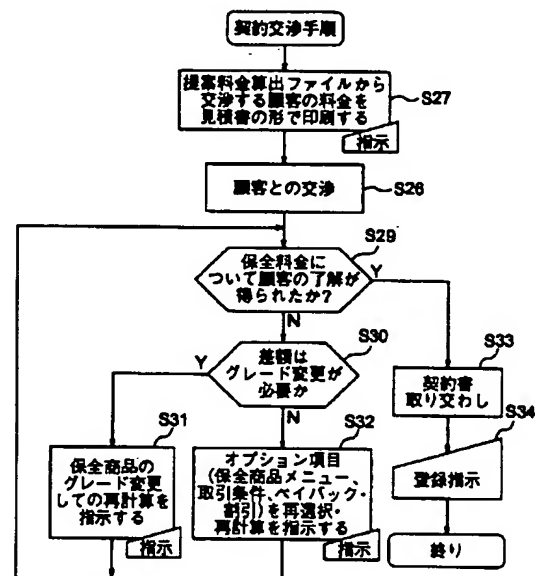 契約交渉手順
提案料金算出ファイルから
交渉する顧客の料金を
見積書の形で印刷する
S27
指示
顧客との交渉
S28
S29
保全料金に
ついて顧客の了解が
得られたか?
Y
N
S30
差額は
グレード変更が
必要か
Y
N
S33
契約書
取り交わし
S34
登録指示
終り
S31
保全商品の
グレード変更
しての再計算を
指示する
指示
S32
オプション項目
(保全商品メニュー、
取引条件、ペイバック・
割引)を再選択・
再計算を指示する
指示